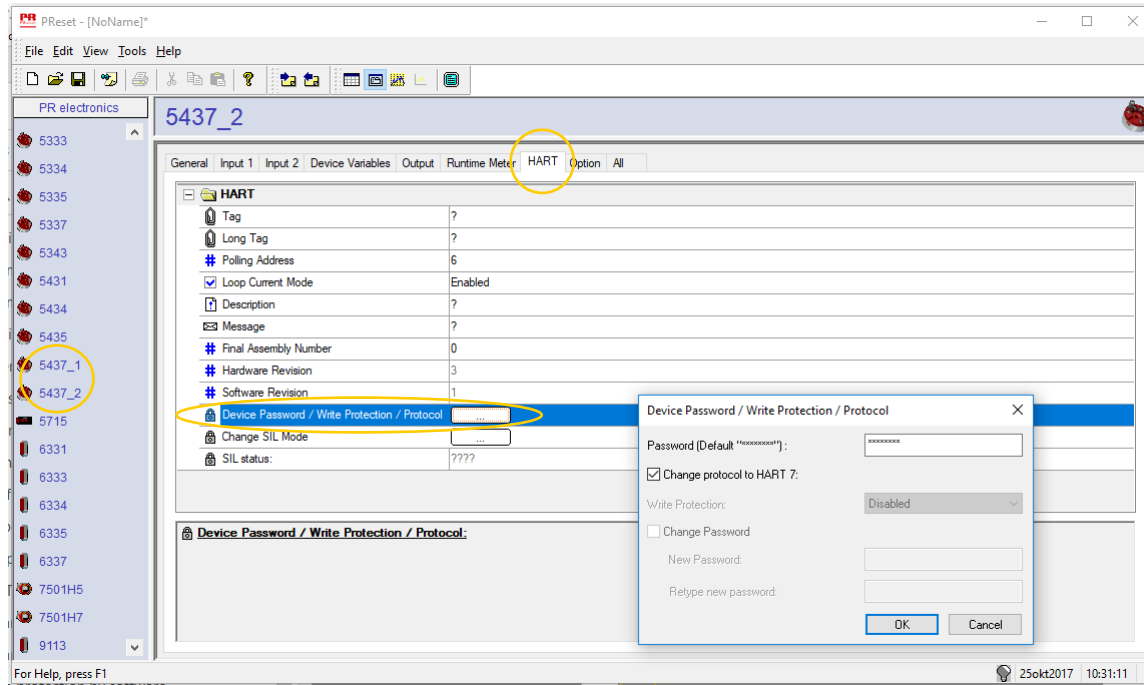 PR PReset - [NoName]*
File Edit View Tools Help
PR electronics
5333
5334
5335
5337
5343
5431
5434
5435
5437_1
5437_2
5715
6331
6333
6334
6335
6337
7501H5
7501H7
9113
5437_2
General Input 1 Input 2 Device Variables Output Runtime Meter HART Option All
HART
Tag ?
Long Tag ?
# Polling Address 6
Loop Current Mode Enabled
Description ?
Message ?
# Final Assembly Number 0
# Hardware Revision 3
# Software Revision 1
Device Password / Write Protection / Protocol ...
Change SIL Mode ...
SIL status: ????
Device Password / Write Protection / Protocol:
Device Password / Write Protection / Protocol
Password (Default "********") : ********
Change protocol to HART 7:
Write Protection: Disabled
Change Password
New Password:
Retype new password:
OK Cancel
For Help, press F1
25okt2017 10:31:11